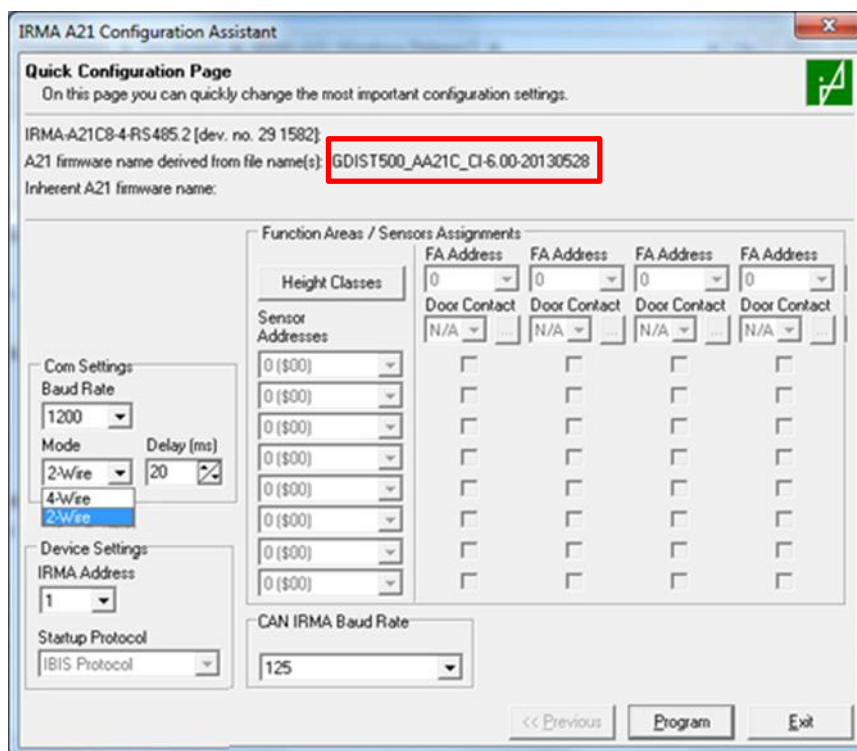 IRMA A21 Configuration Assistant
Quick Configuration Page
On this page you can quickly change the most important configuration settings.
IRMA-A21C8-4-RS485.2 [dev. no. 29 1582]:
A21 firmware name derived from file name(s): GDIST500_AA21C_CI-6.00-20130528
Inherent A21 firmware name:
Function Areas / Sensors Assignments
FA Address FA Address FA Address FA Address
Height Classes 0 0 0 0
Door Contact Door Contact Door Contact Door Contact
Sensor Addresses N/A ... N/A ... N/A ... N/A ...
0 ($00)
0 ($00)
0 ($00)
0 ($00)
0 ($00)
0 ($00)
0 ($00)
0 ($00)
Com Settings
Baud Rate
1200
Mode Delay (ms)
2-Wire 20
4-Wire
2-Wire
Device Settings
IRMA Address
1
Startup Protocol
IBIS Protocol
CAN IRMA Baud Rate
125
<< Previous Program Exit